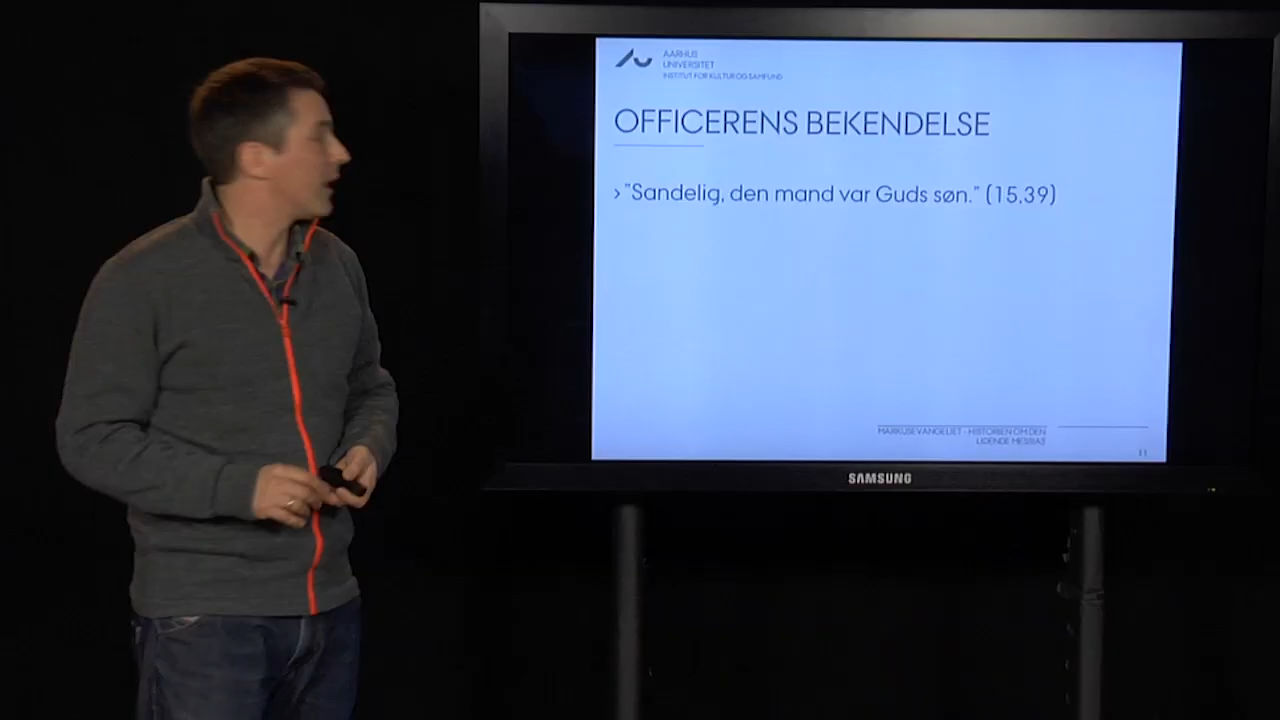 AARHUS
UNIVERSITET
INSTITUT FOR KULTUR OG SAMFUND
OFFICERENS BEKENDELSE
› "Sandelig, den mand var Guds søn." (15,39)
MARKUSEVANGELIET - HISTORIEN OM DEN
LIDENDE MESSIAS
11
SAMSUNG